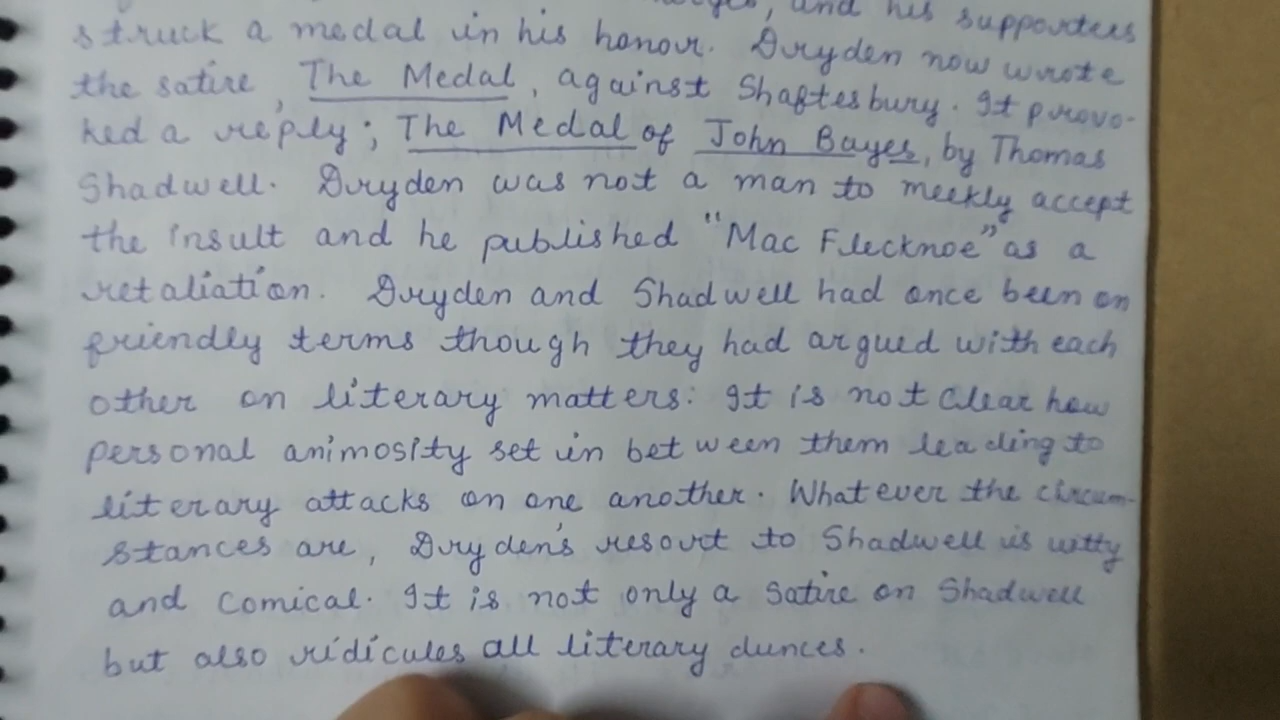 and his supporters
struck a medal in his honour. Dryden now wrote
the satire, The Medal, against Shaftesbury. It provo-
ked a reply; The Medal of John Bayes, by Thomas
Shadwell. Dryden was not a man to meekly accept
the insult and he published "Mac Flecknoe" as a
retaliation. Dryden and Shadwell had once been on
friendly terms though they had argued with each
other on literary matters: It is not clear how
personal animosity set in between them leading to
literary attacks on one another. Whatever the circum-
stances are, Dryden's resort to Shadwell is witty
and comical. It is not only a satire on Shadwell
but also ridicules all literary dunces.